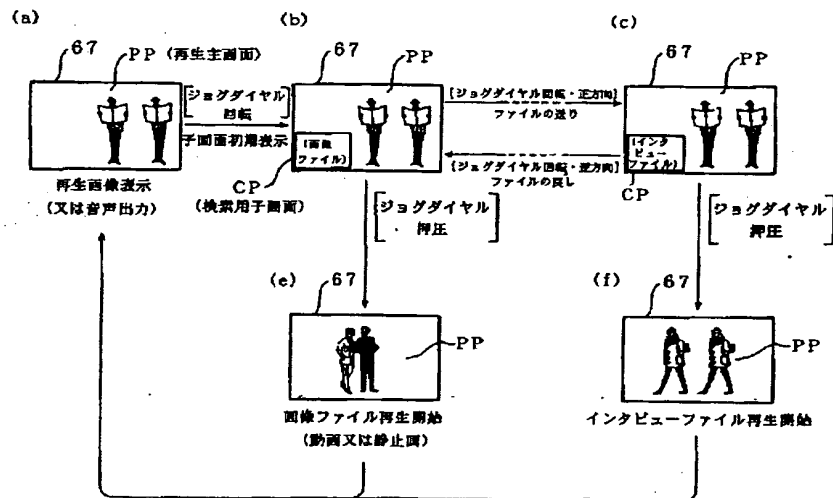 (a)
67
PP (再生主画面)
再生画像表示
(又は音声出力)
[ジョグダイヤル
回転]
子画面初期表示
(b)
67
PP
(画像
ファイル)
CP
(検索用子画面)
[ジョグダイヤル回転・正方向]
ファイルの送り
[ジョグダイヤル回転・逆方向]
ファイルの戻し
(c)
67
PP
(インタ
ビュー
ファイル)
CP
[ジョグダイヤル
押圧]
[ジョグダイヤル
押圧]
(e)
67
PP
画像ファイル再生開始
(動画又は静止画)
(f)
67
PP
インタビューファイル再生開始